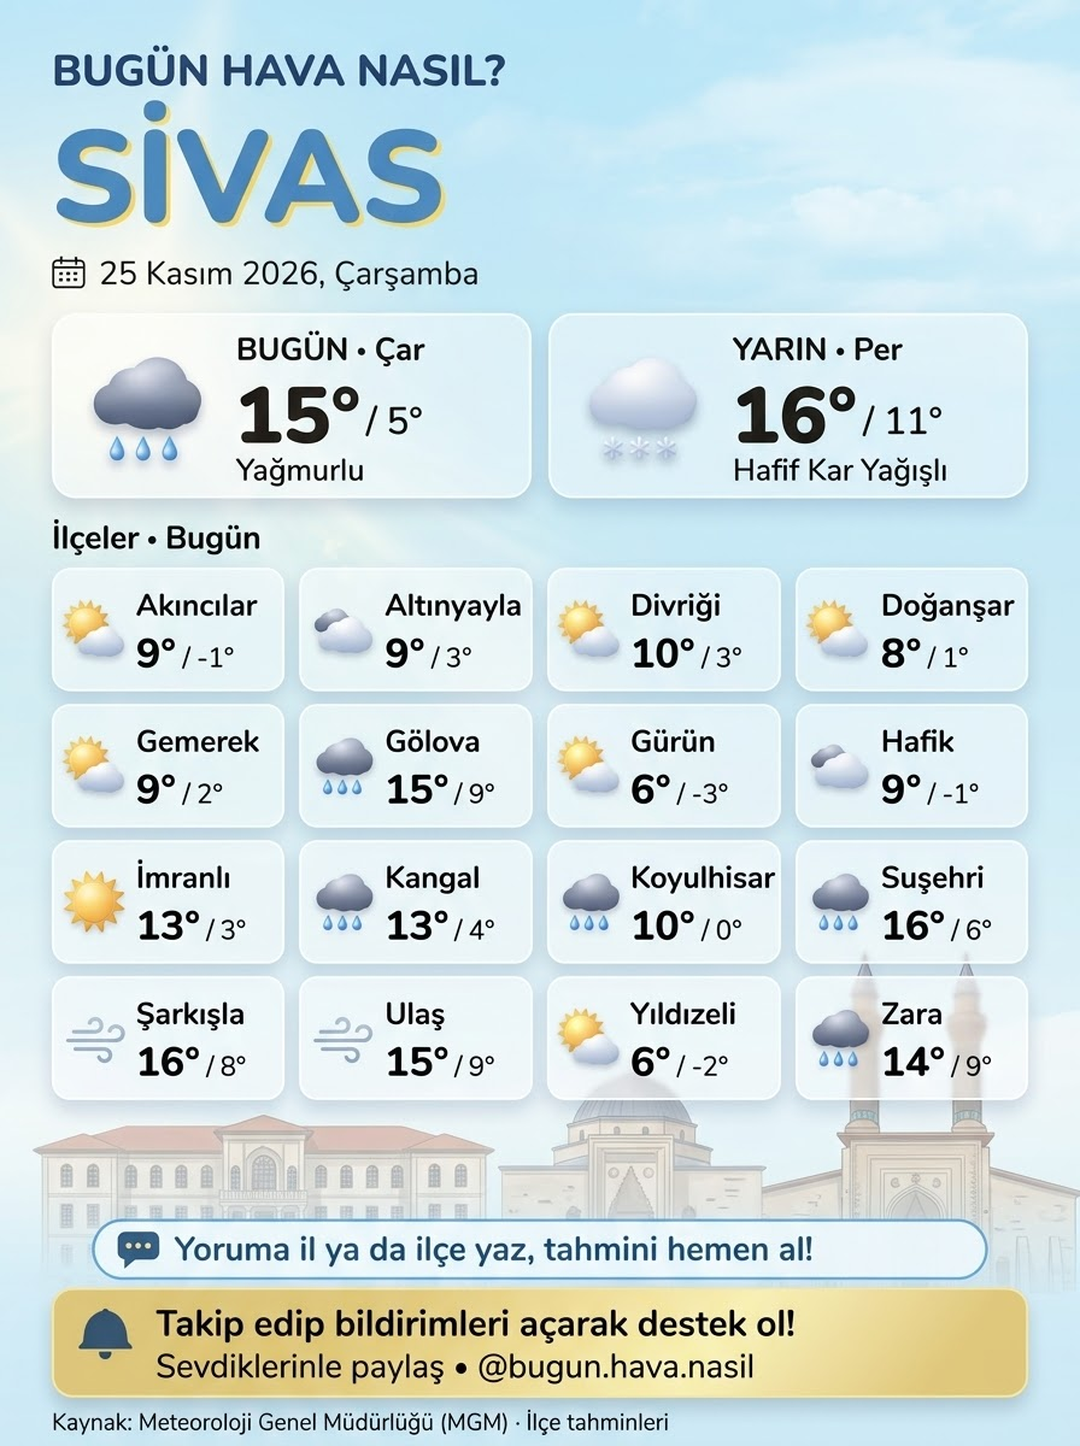 BUGÜN HAVA NASIL?
SİVAS
25 Kasım 2026, Çarşamba
BUGÜN • Çar
15° / 5°
Yağmurlu
YARIN • Per
16° / 11°
Hafif Kar Yağışlı
İlçeler • Bugün
Akıncılar
9° / -1°
Altınyayla
9° / 3°
Divriği
10° / 3°
Doğanşar
8° / 1°
Gemerek
9° / 2°
Gölova
15° / 9°
Gürün
6° / -3°
Hafik
9° / -1°
İmranlı
13° / 3°
Kangal
13° / 4°
Koyulhisar
10° / 0°
Suşehri
16° / 6°
Şarkışla
16° / 8°
Ulaş
15° / 9°
Yıldızeli
6° / -2°
Zara
14° / 9°
Yoruma il ya da ilçe yaz, tahmini hemen al!
Takip edip bildirimleri açarak destek ol!
Sevdiklerinle paylaş • @bugun.hava.nasil
Kaynak: Meteoroloji Genel Müdürlüğü (MGM) · İlçe tahminleri